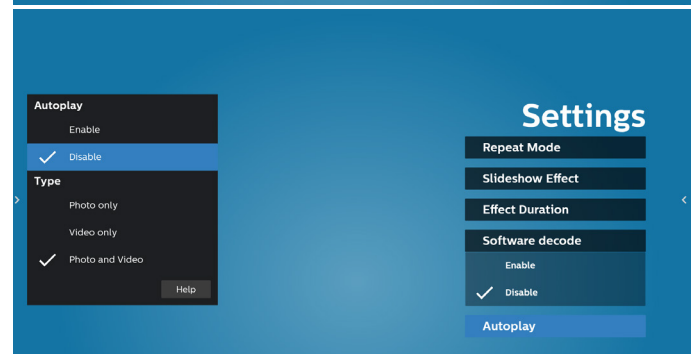 Autoplay
Enable
Disable
Type
Photo only
Video only
Photo and Video
Help
Settings
Repeat Mode
Slideshow Effect
Effect Duration
Software decode
Enable
Disable
Autoplay